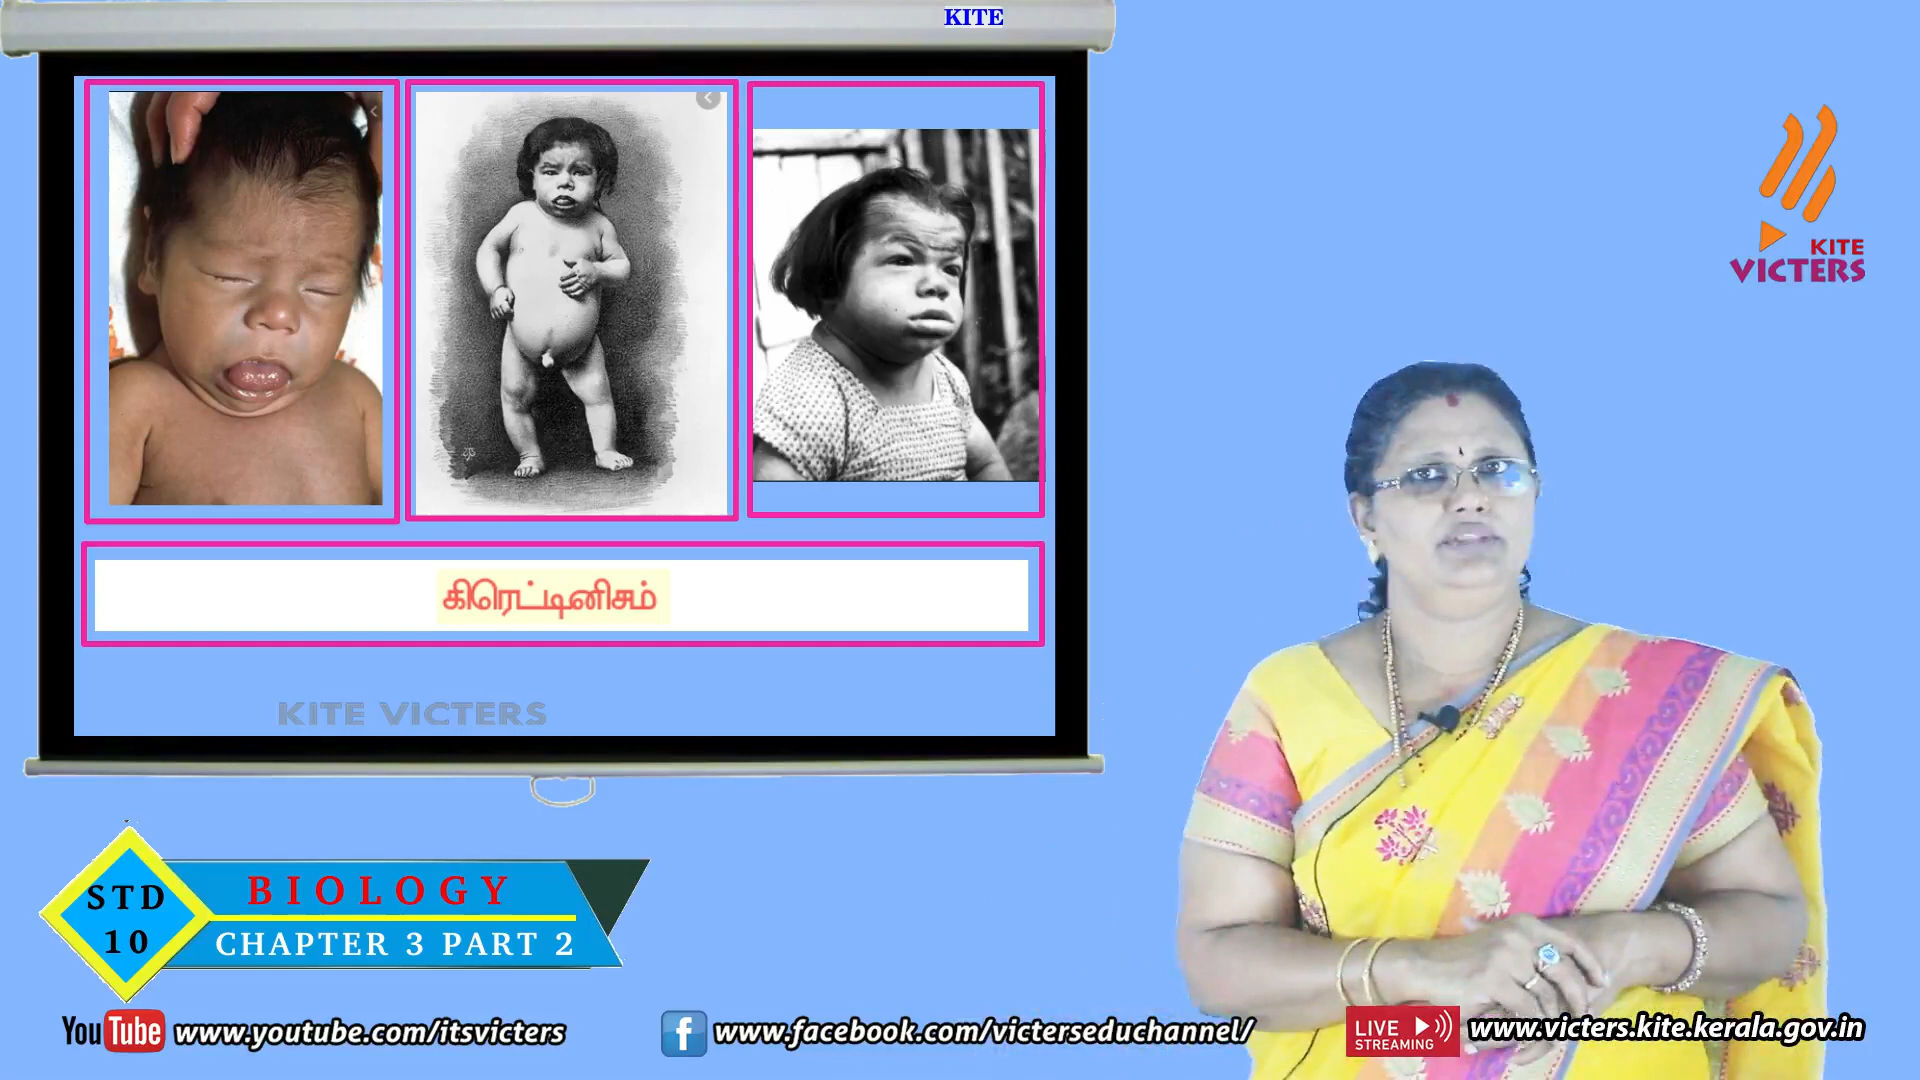 KITE
KITE
VICTERS
கிரெட்டினிசம்
KITE VICTERS
STD
10
BIOLOGY
CHAPTER 3 PART 2
YouTube www.youtube.com/itsvicters
f www.facebook.com/victerseduchannel/
LIVE
STREAMING
www.victers.kite.kerala.gov.in